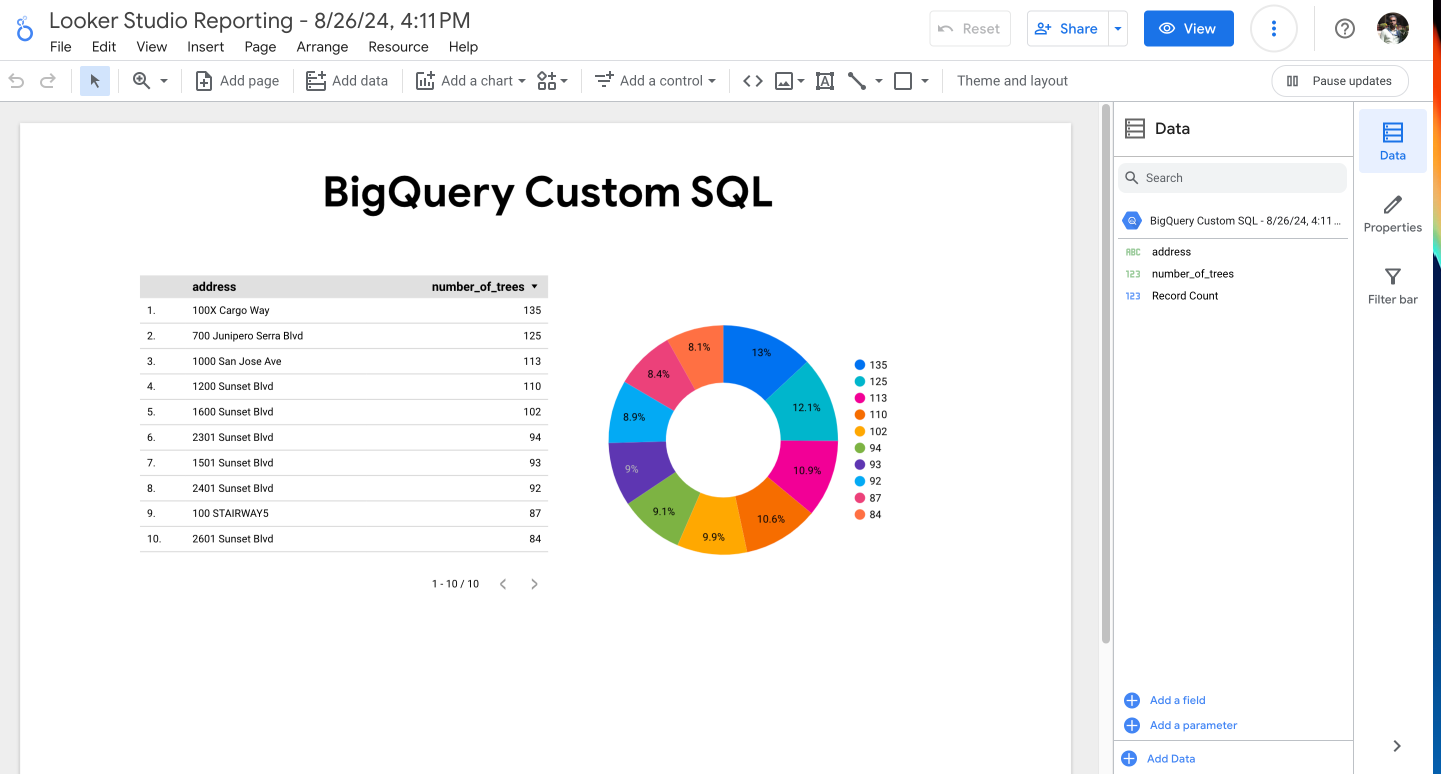 Looker Studio Reporting - 8/26/24, 4:11 PM
File Edit View Insert Page Arrange Resource Help
Reset
Share
View
Add page
Add data
Add a chart
Add a control
Theme and layout
Pause updates
BigQuery Custom SQL
address number_of_trees
1. 100X Cargo Way 135
2. 700 Junipero Serra Blvd 125
3. 1000 San Jose Ave 113
4. 1200 Sunset Blvd 110
5. 1600 Sunset Blvd 102
6. 2301 Sunset Blvd 94
7. 1501 Sunset Blvd 93
8. 2401 Sunset Blvd 92
9. 100 STAIRWAY5 87
10. 2601 Sunset Blvd 84
1 - 10 / 10
13%
12.1%
10.9%
10.6%
9.9%
9.1%
9%
8.9%
8.4%
8.1%
135
125
113
110
102
94
93
92
87
84
Data
Search
BigQuery Custom SQL - 8/26/24, 4:11 ...
ABC address
123 number_of_trees
123 Record Count
Add a field
Add a parameter
Add Data
Data
Properties
Filter bar